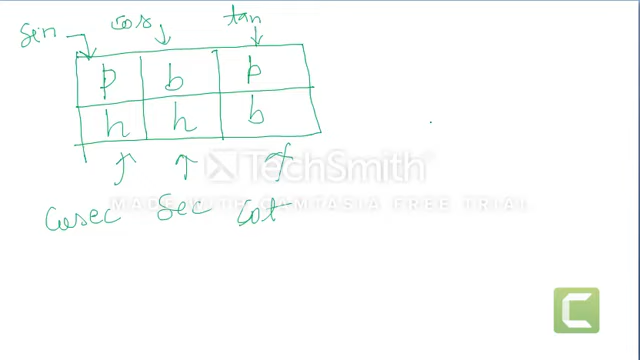 sin cos tan
p b p
h h b
TechSmith®
MADE WITH CAMTASIA FREE TRIAL
Cosec Sec Cot
C